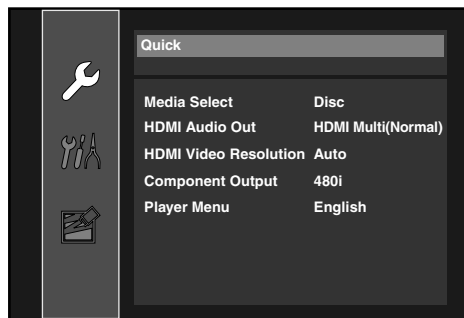 Quick
Media Select Disc
HDMI Audio Out HDMI Multi(Normal)
HDMI Video Resolution Auto
Component Output 480i
Player Menu English